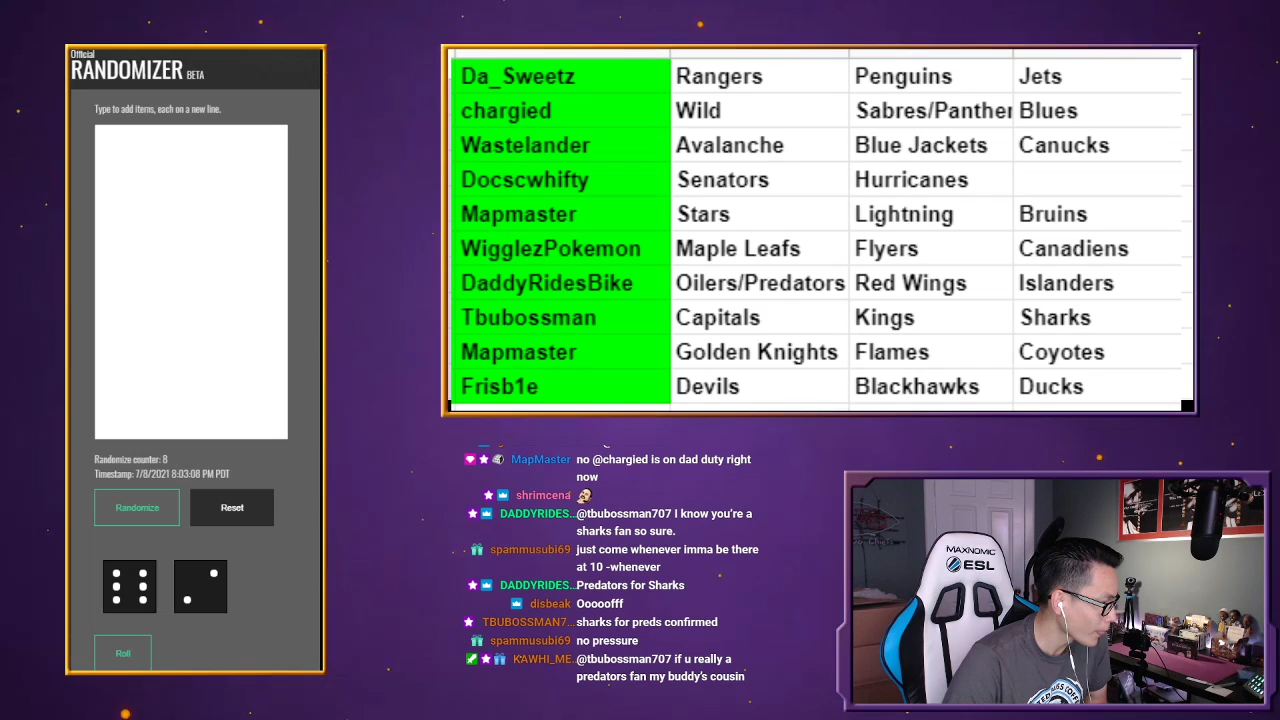 Official
RANDOMIZER BETA
Type to add items, each on a new line.
Randomize counter: 8
Timestamp: 7/8/2021 8:03:08 PM PDT
Randomize Reset
Roll
Da_Sweetz Rangers Penguins Jets
chargied Wild Sabres/Panther Blues
Wastelander Avalanche Blue Jackets Canucks
Docscwhifty Senators Hurricanes
Mapmaster Stars Lightning Bruins
WigglezPokemon Maple Leafs Flyers Canadiens
DaddyRidesBike Oilers/Predators Red Wings Islanders
Tbubossman Capitals Kings Sharks
Mapmaster Golden Knights Flames Coyotes
Frisb1e Devils Blackhawks Ducks
MapMaster no @chargied is on dad duty right
now
shrimcena
DADDYRIDES... @tbubossman707 I know you're a
sharks fan so sure.
spammusubi69 just come whenever imma be there
at 10 -whenever
DADDYRIDES... Predators for Sharks
disbeak Ooooofff
TBUBOSSMAN7... sharks for preds confirmed
spammusubi69 no pressure
KAWHI_ME... @tbubossman707 if u really a
predators fan my buddy's cousin
MAXNOMIC
ESL